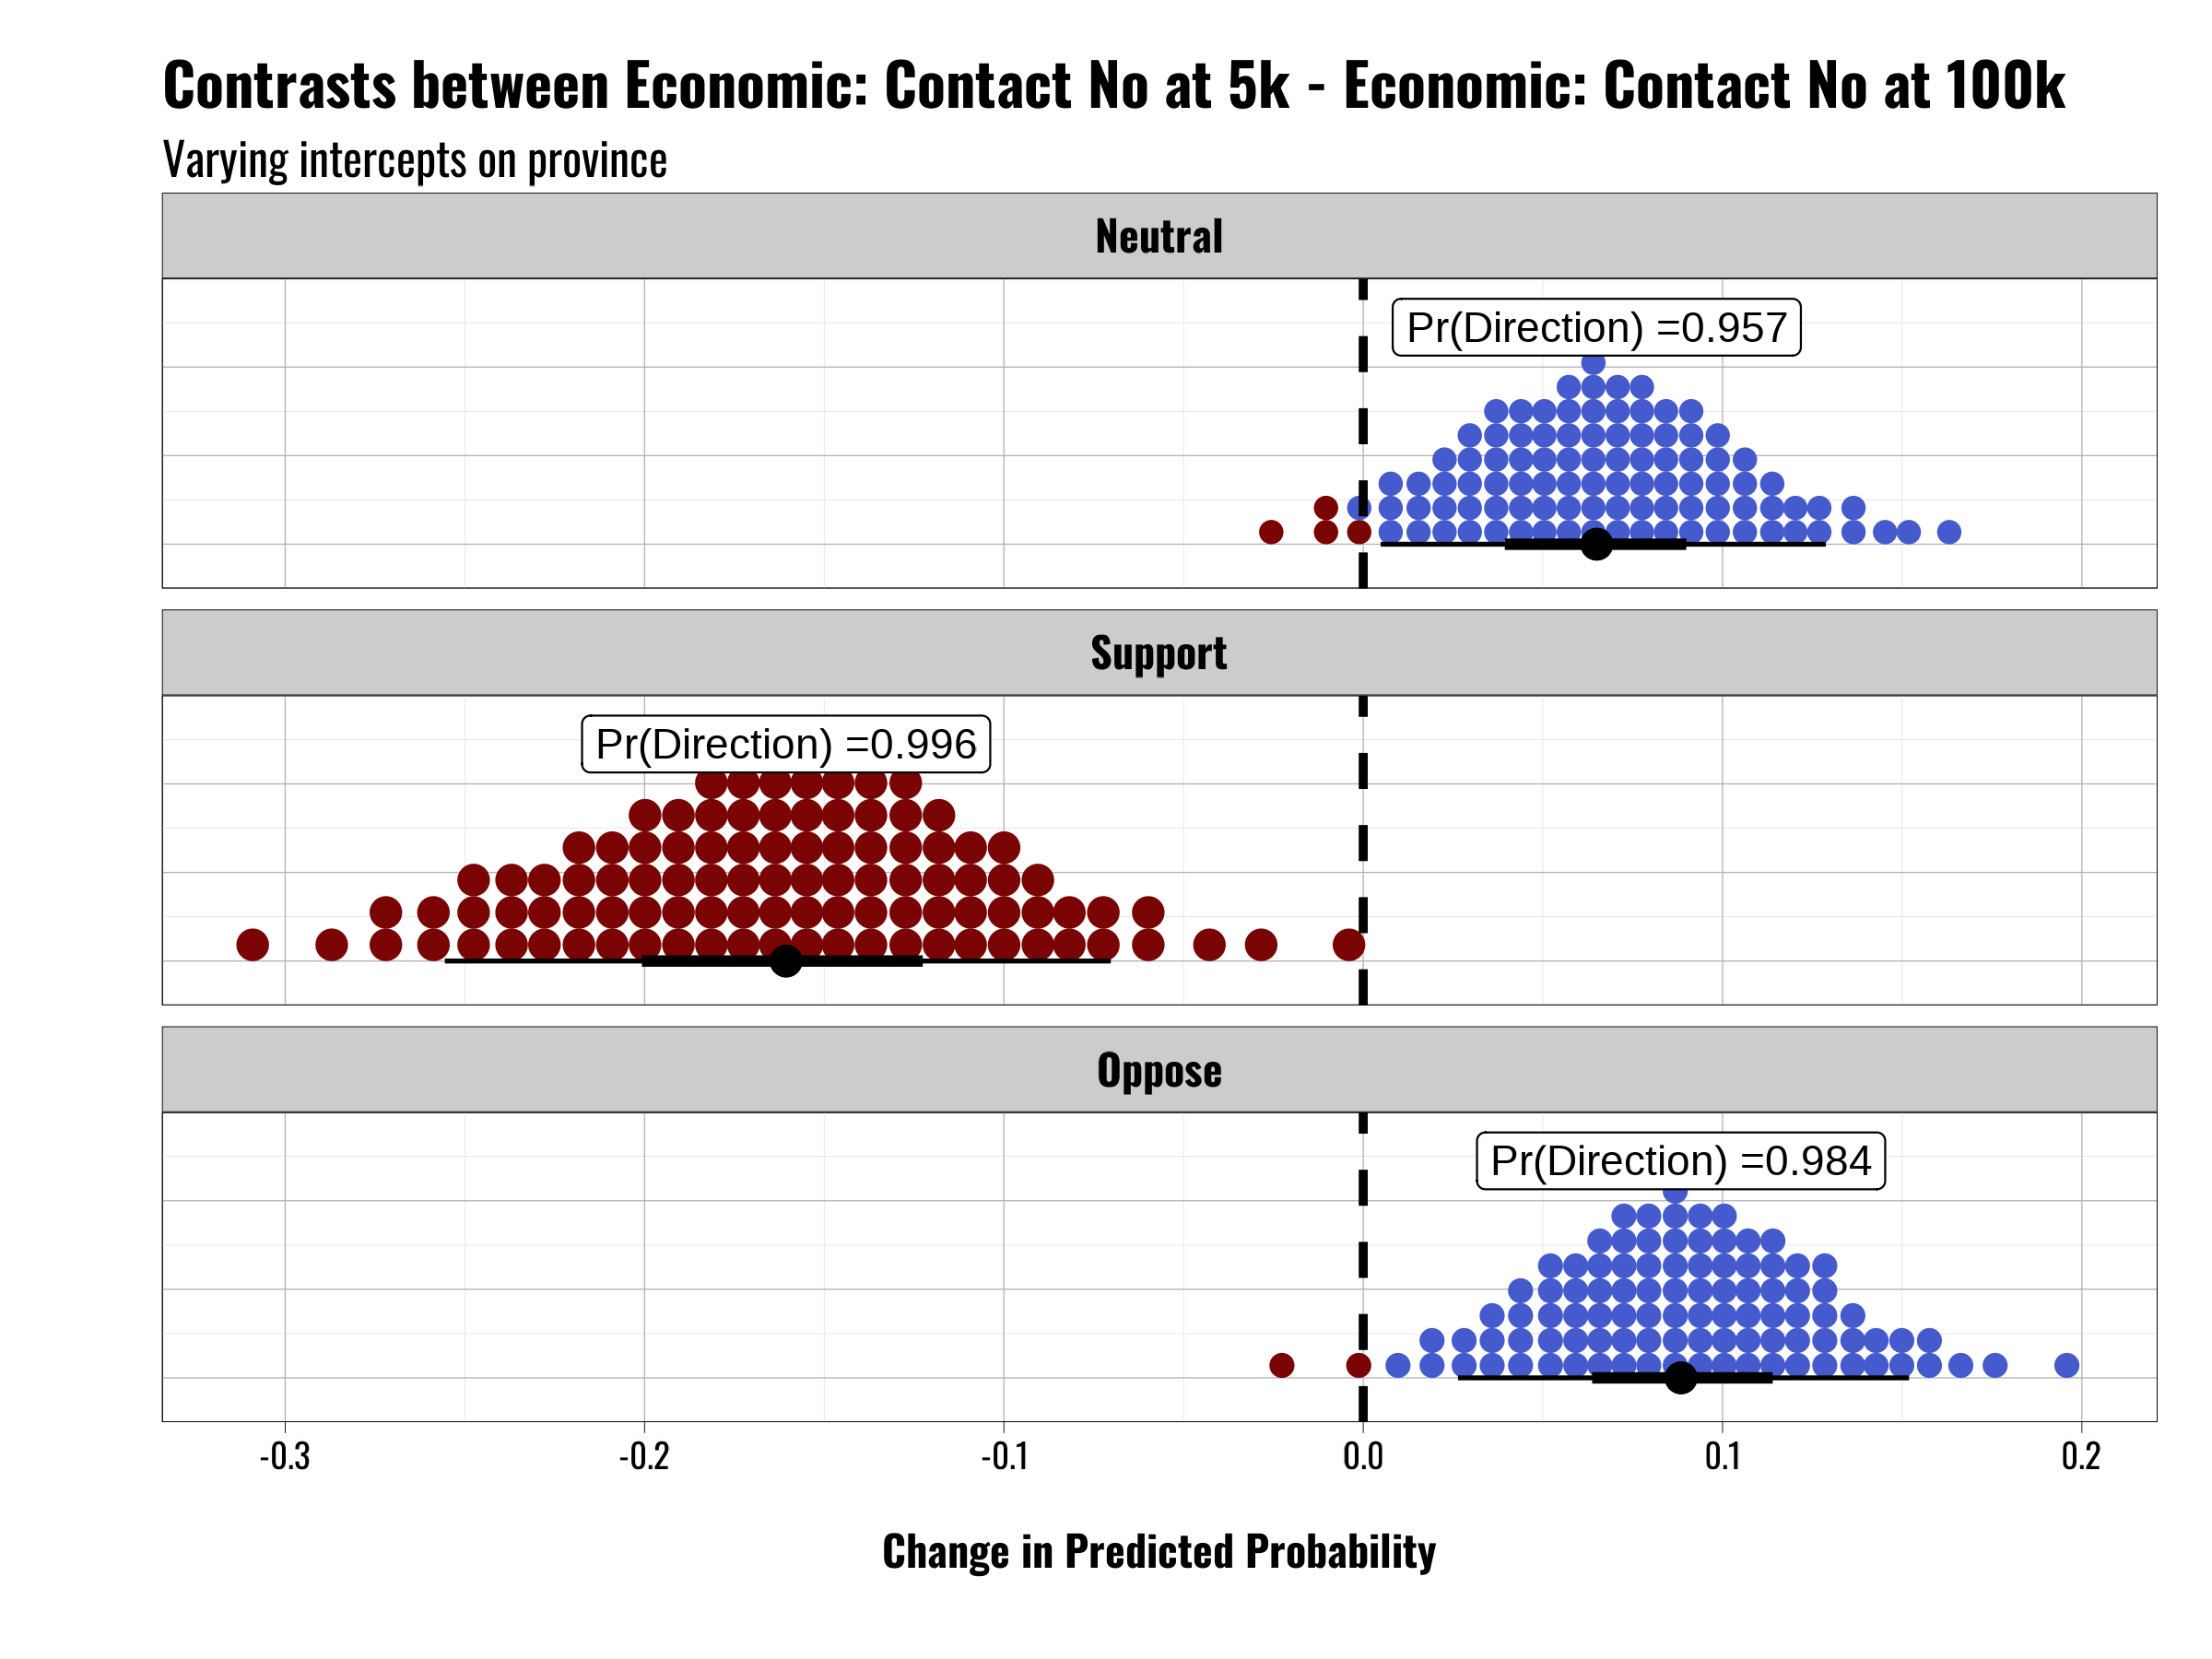 Contrasts between Economic: Contact No at 5k - Economic: Contact No at 100k
Varying intercepts on province
Neutral
Pr(Direction) =0.957
Support
Pr(Direction) =0.996
Oppose
Pr(Direction) =0.984
-0.3 -0.2 -0.1 0.0 0.1 0.2
Change in Predicted Probability